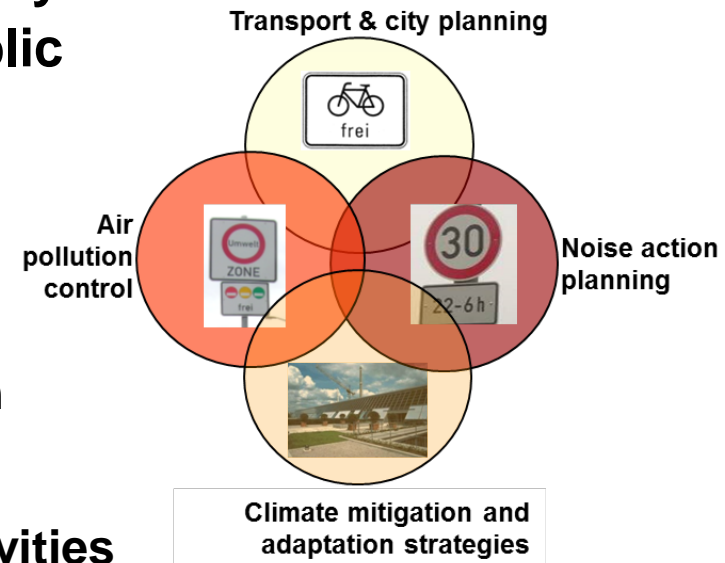 Transport & city planning
olic
frei
Air
pollution
control
Umwelt
ZONE
frei
30
22-6h
Noise action
planning
Climate mitigation and
adaptation strategies
vities